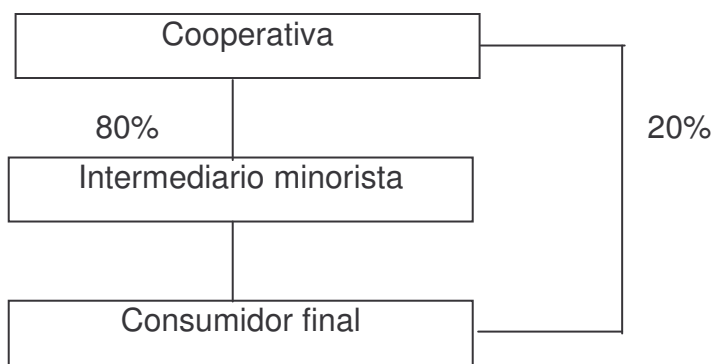 Cooperativa
80%
20%
Intermediario minorista
Consumidor final